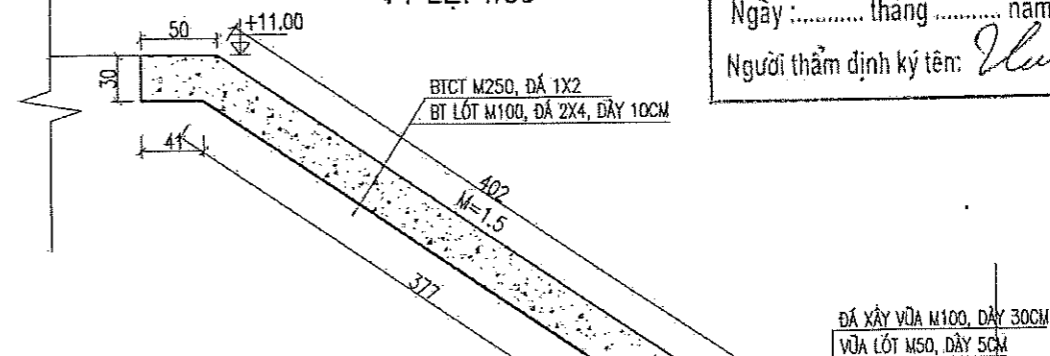 Ngày :.......... tháng .......... năm
Người thẩm định ký tên:
50
+11.00
30
BTCT M250, ĐÁ 1X2
BT LÓT M100, ĐÁ 2X4, DÀY 10CM
41
402
M=1.5
377
ĐÁ XÂY VỮA M100, DÀY 30CM
VỮA LÓT M50, DÀY 5CM